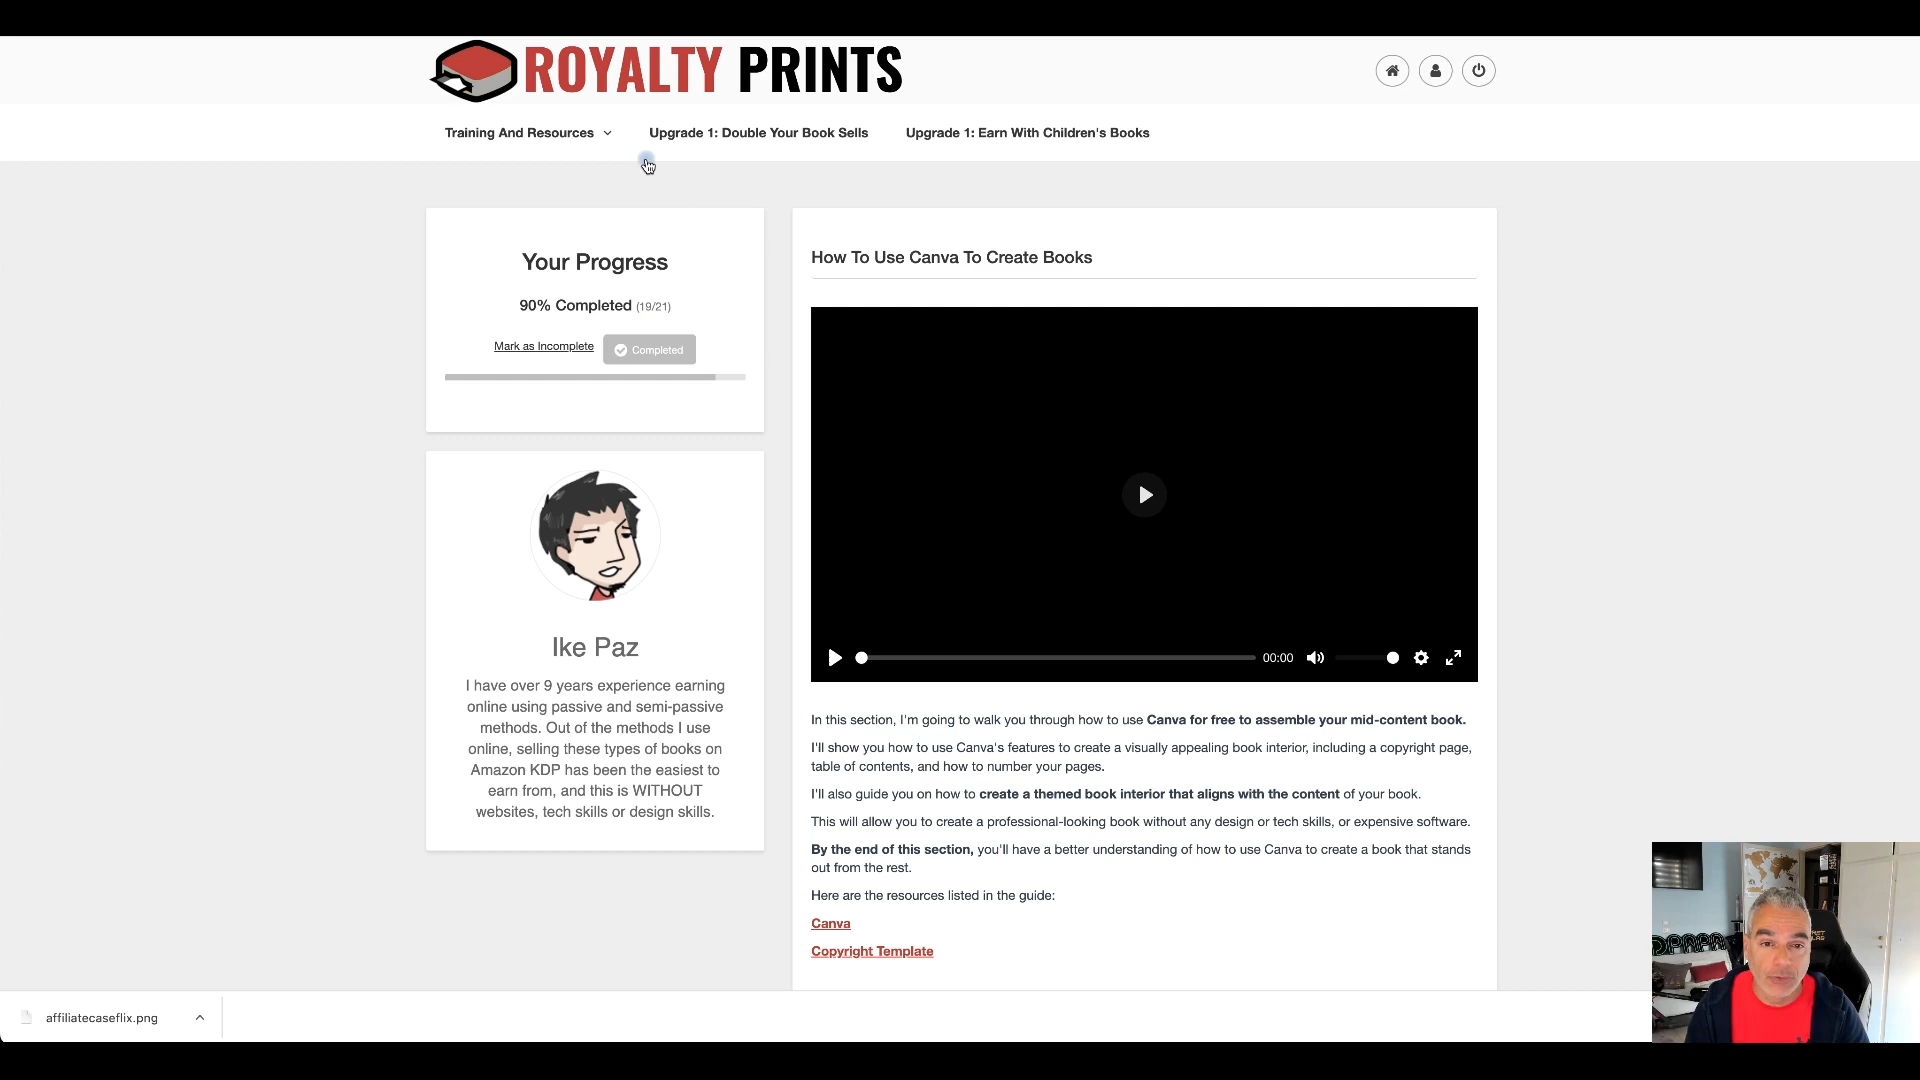 ROYALTY PRINTS
Training And Resources
Upgrade 1: Double Your Book Sells
Upgrade 1: Earn With Children's Books
Your Progress
90% Completed (19/21)
Mark as Incomplete
Completed
Ike Paz
I have over 9 years experience earning
online using passive and semi-passive
methods. Out of the methods I use
online, selling these types of books on
Amazon KDP has been the easiest to
earn from, and this is WITHOUT
websites, tech skills or design skills.
How To Use Canva To Create Books
00:00
In this section, I'm going to walk you through how to use Canva for free to assemble your mid-content book.
I'll show you how to use Canva's features to create a visually appealing book interior, including a copyright page,
table of contents, and how to number your pages.
I'll also guide you on how to create a themed book interior that aligns with the content of your book.
This will allow you to create a professional-looking book without any design or tech skills, or expensive software.
By the end of this section, you'll have a better understanding of how to use Canva to create a book that stands
out from the rest.
Here are the resources listed in the guide:
Canva
Copyright Template
affiliatecaseflix.png